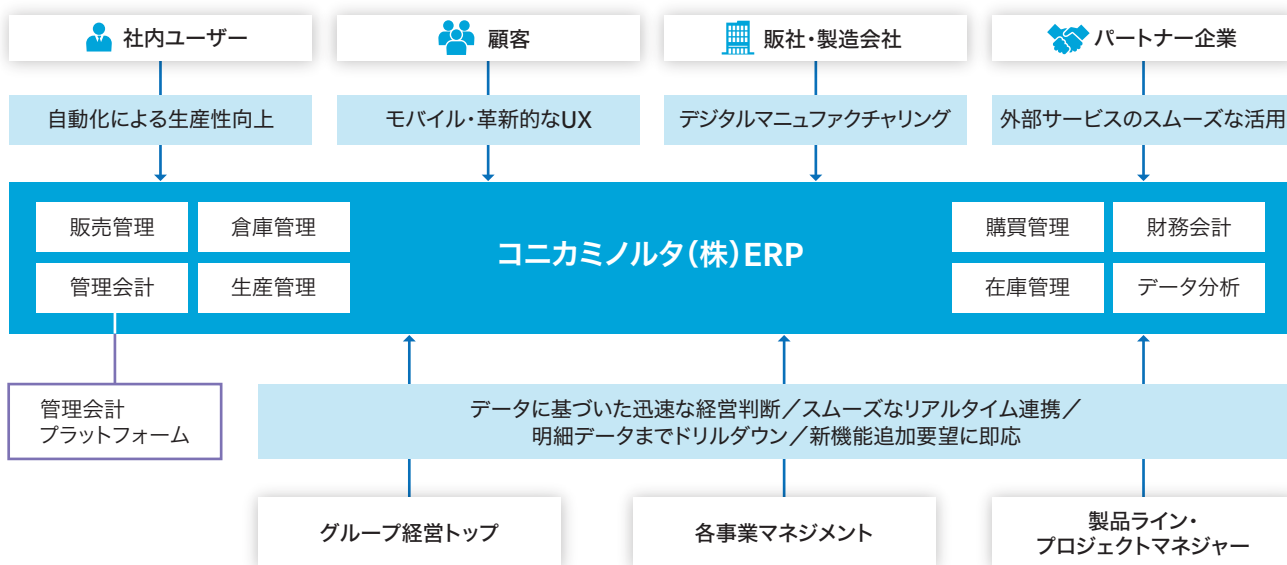 社内ユーザー
顧客
販社・製造会社
パートナー企業
自動化による生産性向上
モバイル・革新的なUX
デジタルマニュファクチャリング
外部サービスのスムーズな活用
販売管理
倉庫管理
管理会計
生産管理
コニカミノルタ（株）ERP
購買管理
財務会計
在庫管理
データ分析
管理会計
プラットフォーム
データに基づいた迅速な経営判断／スムーズなリアルタイム連携／
明細データまでドリルダウン／新機能追加要望に即応
グループ経営トップ
各事業マネジメント
製品ライン・
プロジェクトマネジャー